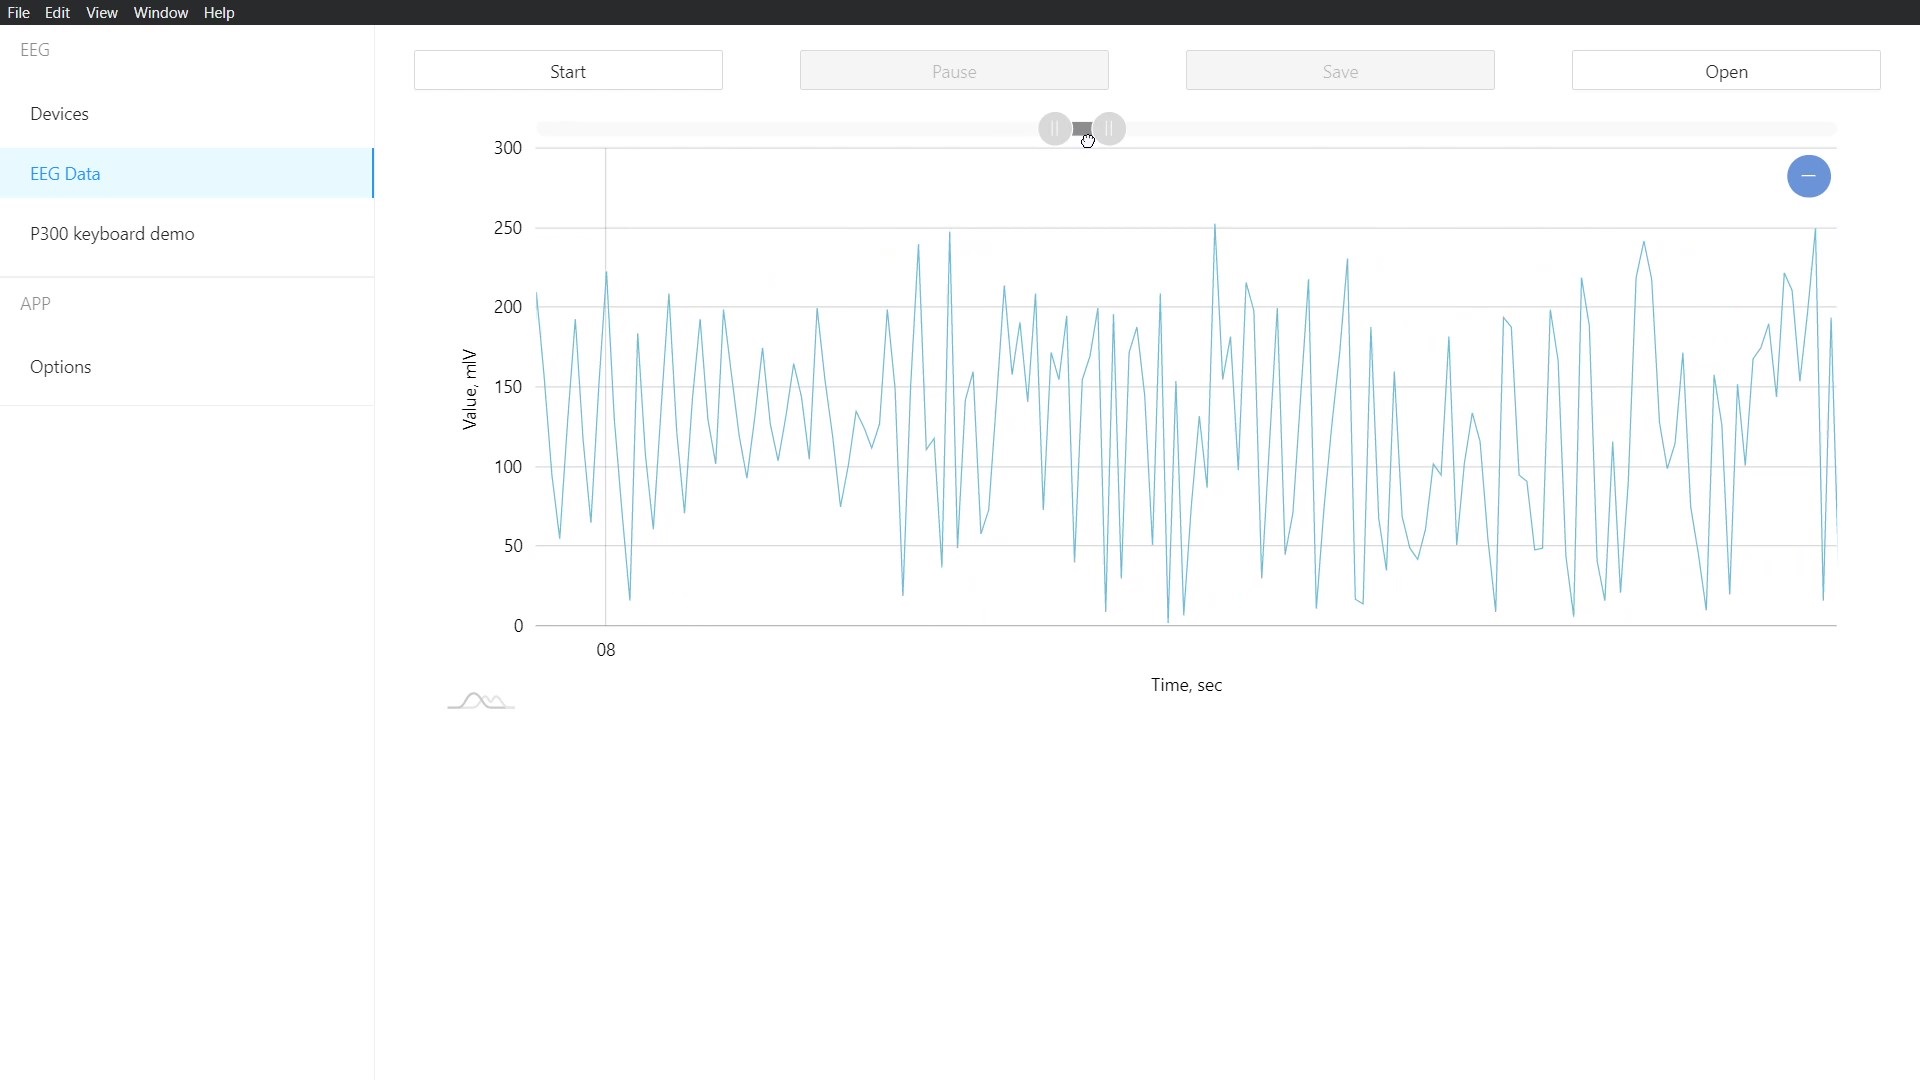 File Edit View Window Help
EEG
Devices
EEG Data
P300 keyboard demo
APP
Options
Start Pause Save Open
300
250
200
150
100
50
0
Value, mlV
08
Time, sec